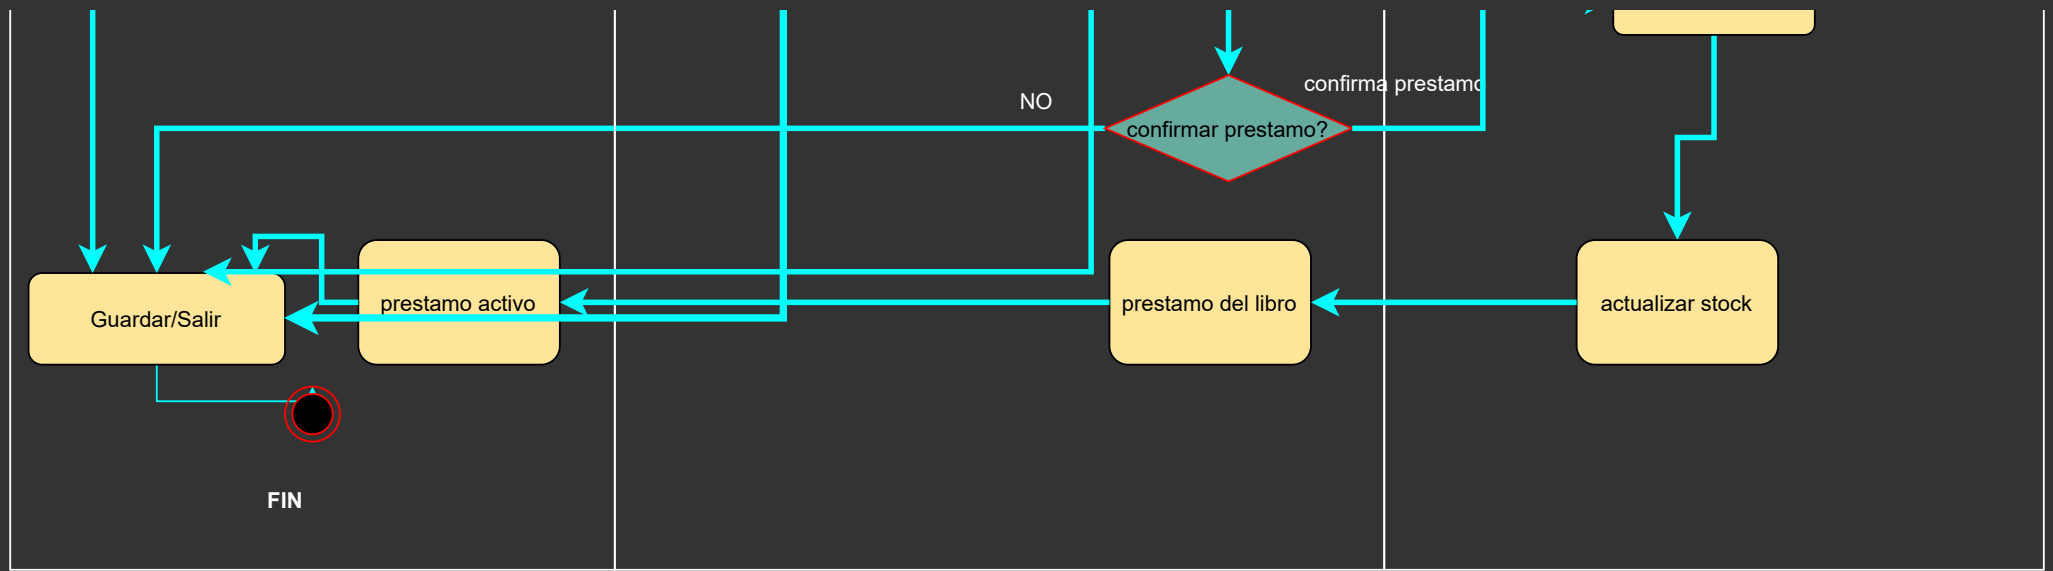 confirma prestamo
NO
confirmar prestamo?
Guardar/Salir
prestamo activo
prestamo del libro
actualizar stock
FIN